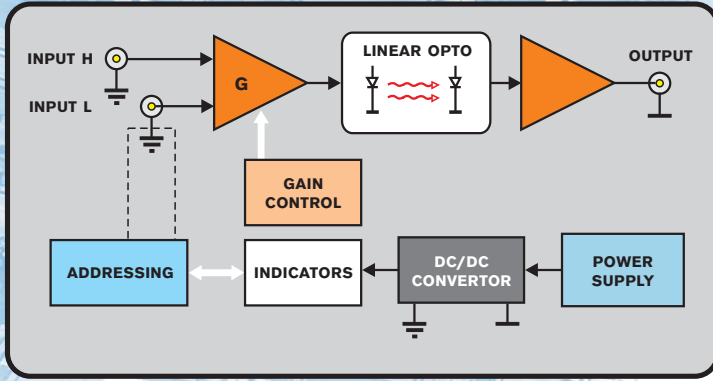 INPUT H
INPUT L
G
LINEAR OPTO
OUTPUT
GAIN
CONTROL
ADDRESSING
INDICATORS
DC/DC
CONVERTOR
POWER
SUPPLY